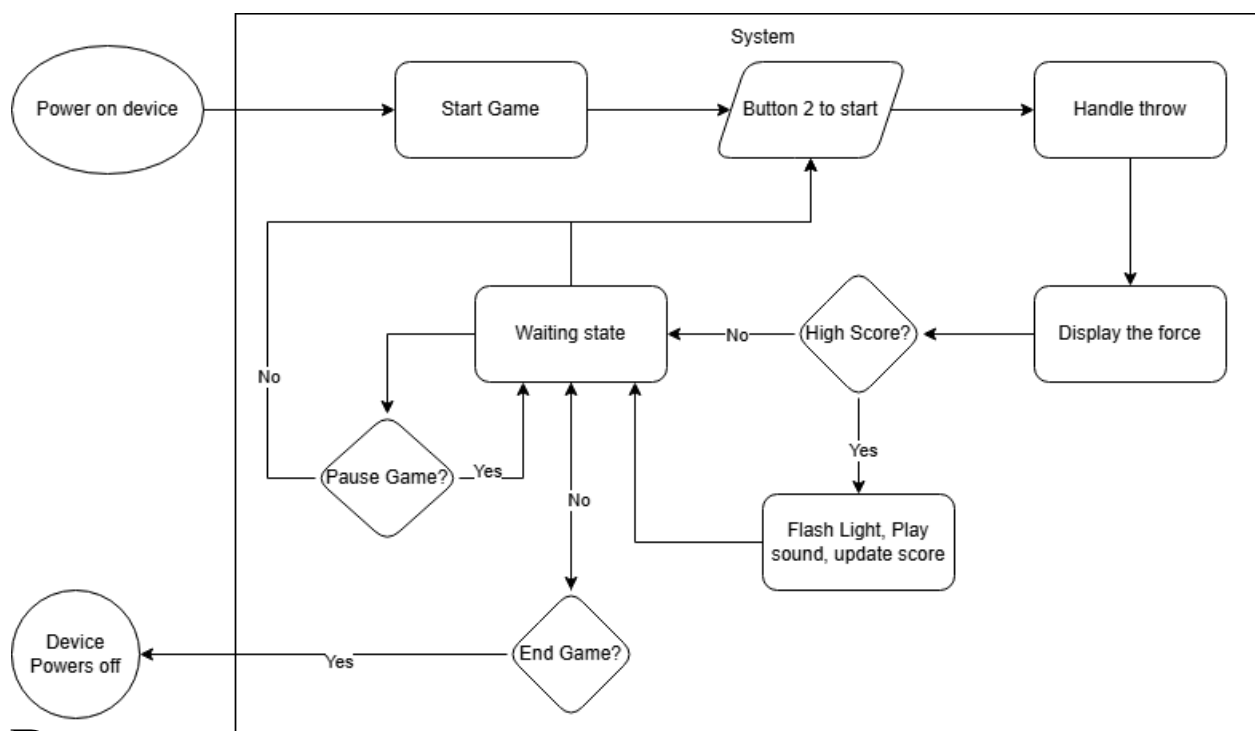 System
Power on device
Start Game
Button 2 to start
Handle throw
Waiting state
No
High Score?
Display the force
No
Pause Game?
Yes
Yes
No
Flash Light, Play
sound, update score
Device
Powers off
Yes
End Game?